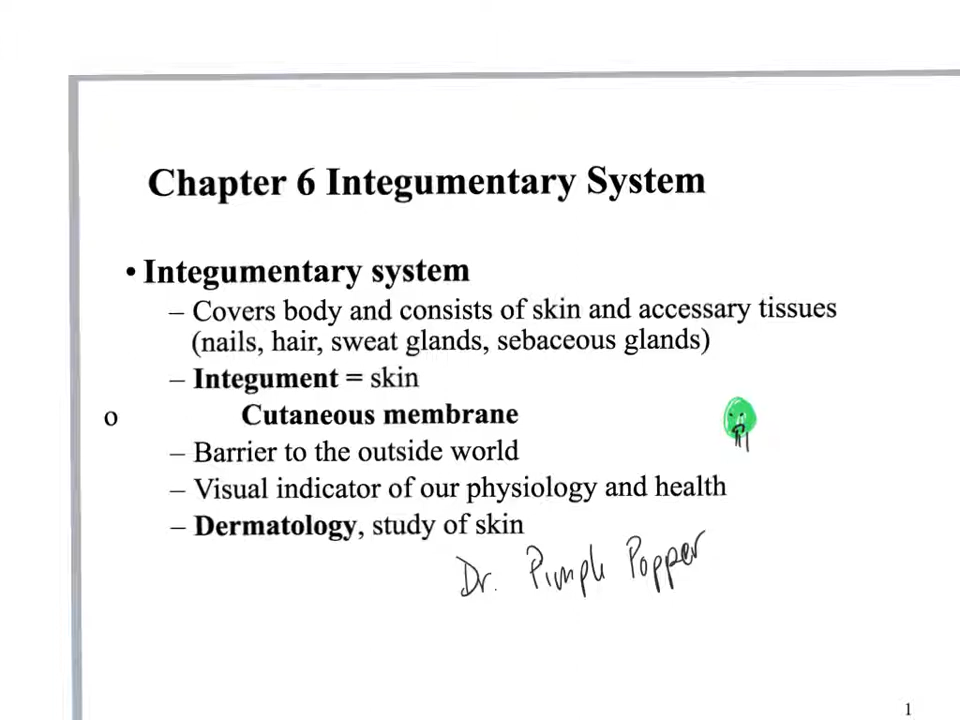 Chapter 6 Integumentary System
• Integumentary system
– Covers body and consists of skin and accessary tissues
(nails, hair, sweat glands, sebaceous glands)
– Integument = skin
o Cutaneous membrane
– Barrier to the outside world
– Visual indicator of our physiology and health
– Dermatology, study of skin
Dr. Pimple Popper
1